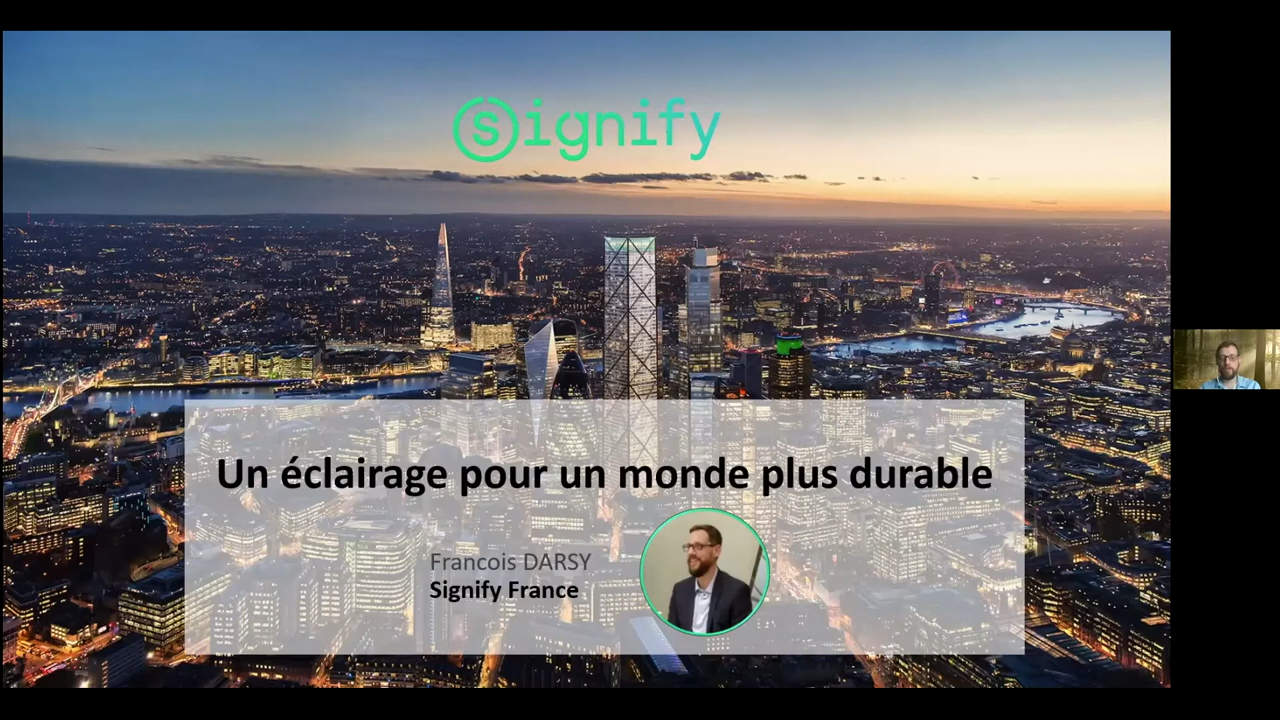 Signify
Un éclairage pour un monde plus durable
Francois DARSY
Signify France